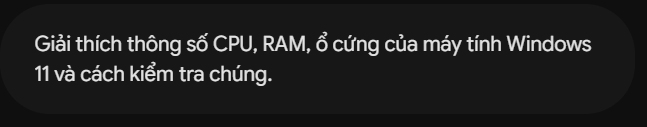 Giải thích thông số CPU, RAM, ổ cứng của máy tính Windows
11 và cách kiểm tra chúng.